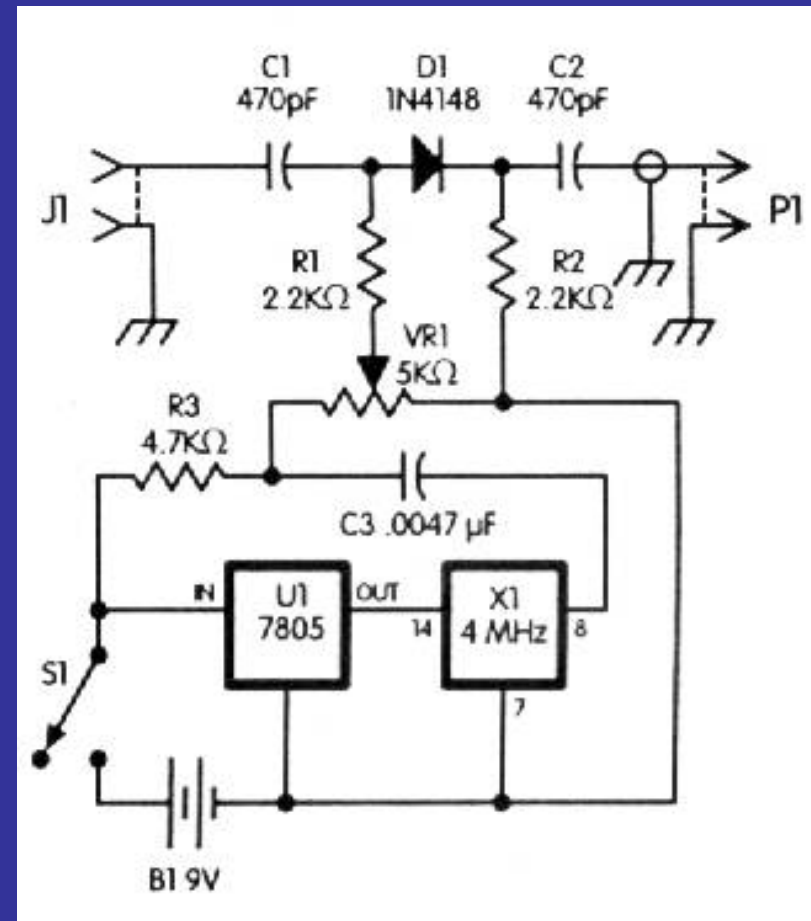 C1
470pF
D1
1N4148
C2
470pF
J1
P1
R1
2.2KΩ
R2
2.2KΩ
VR1
5KΩ
R3
4.7KΩ
C3 .0047 µF
IN
U1
7805
OUT
14
X1
4 MHz
8
7
S1
B1 9V